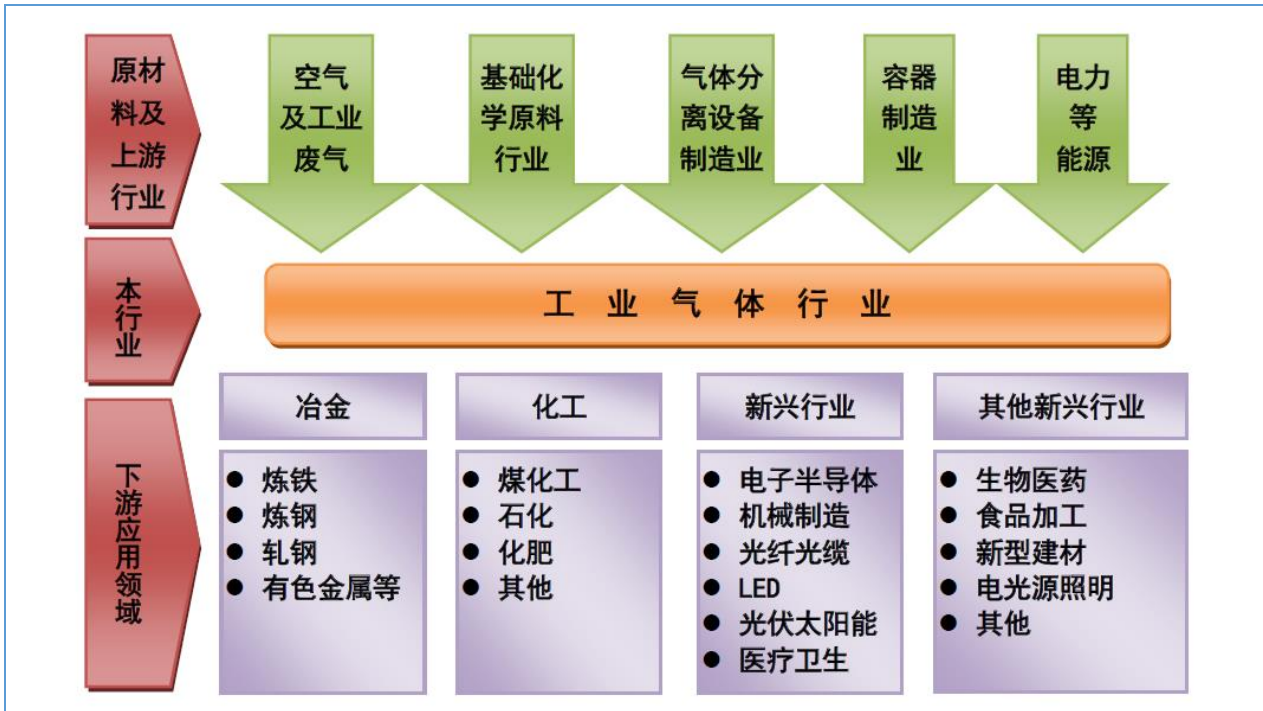 原材
料及
上游
行业
空气
及工业
废气
基础化
学原料
行业
气体分
离设备
制造业
容器
制造
业
电力
等
能源
本行业
工 业 气 体 行 业
下游应用领域
冶金
● 炼铁
● 炼钢
● 轧钢
● 有色金属等
化工
● 煤化工
● 石化
● 化肥
● 其他
新兴行业
● 电子半导体
● 机械制造
● 光纤光缆
● LED
● 光伏太阳能
● 医疗卫生
其他新兴行业
● 生物医药
● 食品加工
● 新型建材
● 电光源照明
● 其他